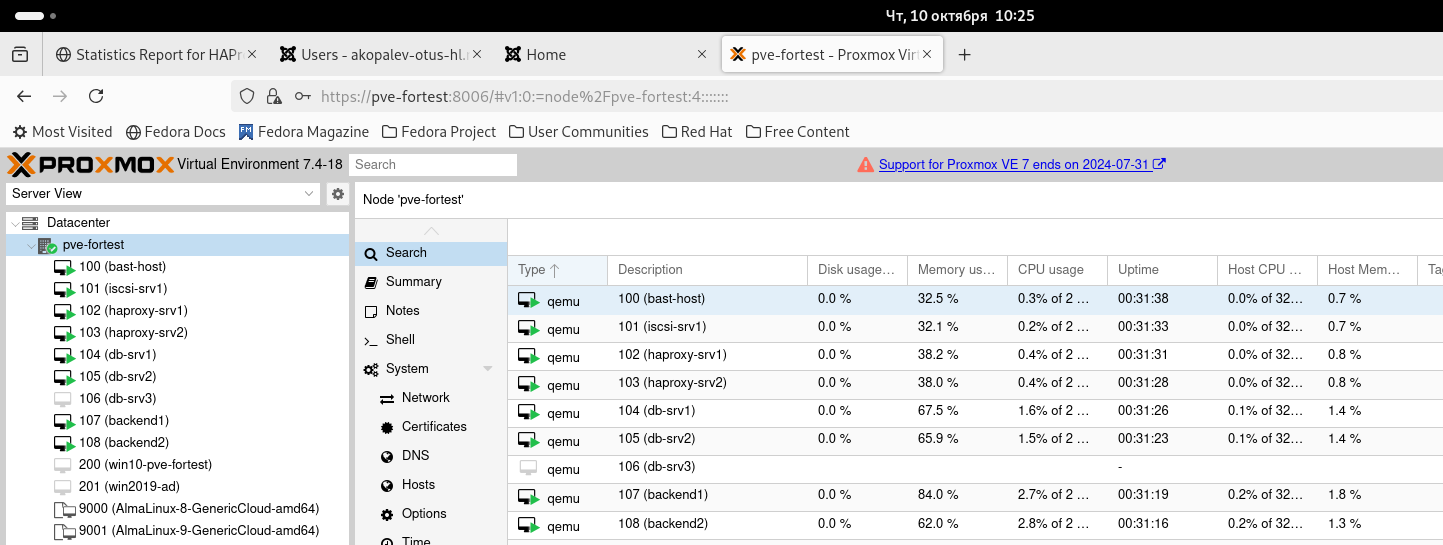 Чт, 10 октября 10:25
Statistics Report for HAPr
Users - akopalev-otus-hl.
Home
pve-fortest - Proxmox Virt
https://pve-fortest:8006/#v1:0:=node%2Fpve-fortest:4:::::::
Most Visited
Fedora Docs
Fedora Magazine
Fedora Project
User Communities
Red Hat
Free Content
PROXMOX Virtual Environment 7.4-18
Search
Support for Proxmox VE 7 ends on 2024-07-31
Server View
Datacenter
pve-fortest
100 (bast-host)
101 (iscsi-srv1)
102 (haproxy-srv1)
103 (haproxy-srv2)
104 (db-srv1)
105 (db-srv2)
106 (db-srv3)
107 (backend1)
108 (backend2)
200 (win10-pve-fortest)
201 (win2019-ad)
9000 (AlmaLinux-8-GenericCloud-amd64)
9001 (AlmaLinux-9-GenericCloud-amd64)
Node 'pve-fortest'
Search
Summary
Notes
Shell
System
Network
Certificates
DNS
Hosts
Options
Time
Type Description Disk usage... Memory us... CPU usage Uptime Host CPU ... Host Mem... Tag
qemu 100 (bast-host) 0.0 % 32.5 % 0.3% of 2 ... 00:31:38 0.0% of 32... 0.7 %
qemu 101 (iscsi-srv1) 0.0 % 32.1 % 0.2% of 2 ... 00:31:33 0.0% of 32... 0.7 %
qemu 102 (haproxy-srv1) 0.0 % 38.2 % 0.4% of 2 ... 00:31:31 0.0% of 32... 0.8 %
qemu 103 (haproxy-srv2) 0.0 % 38.0 % 0.4% of 2 ... 00:31:28 0.0% of 32... 0.8 %
qemu 104 (db-srv1) 0.0 % 67.5 % 1.6% of 2 ... 00:31:26 0.1% of 32... 1.4 %
qemu 105 (db-srv2) 0.0 % 65.9 % 1.5% of 2 ... 00:31:23 0.1% of 32... 1.4 %
qemu 106 (db-srv3) -
qemu 107 (backend1) 0.0 % 84.0 % 2.7% of 2 ... 00:31:19 0.2% of 32... 1.8 %
qemu 108 (backend2) 0.0 % 62.0 % 2.8% of 2 ... 00:31:16 0.2% of 32... 1.3 %